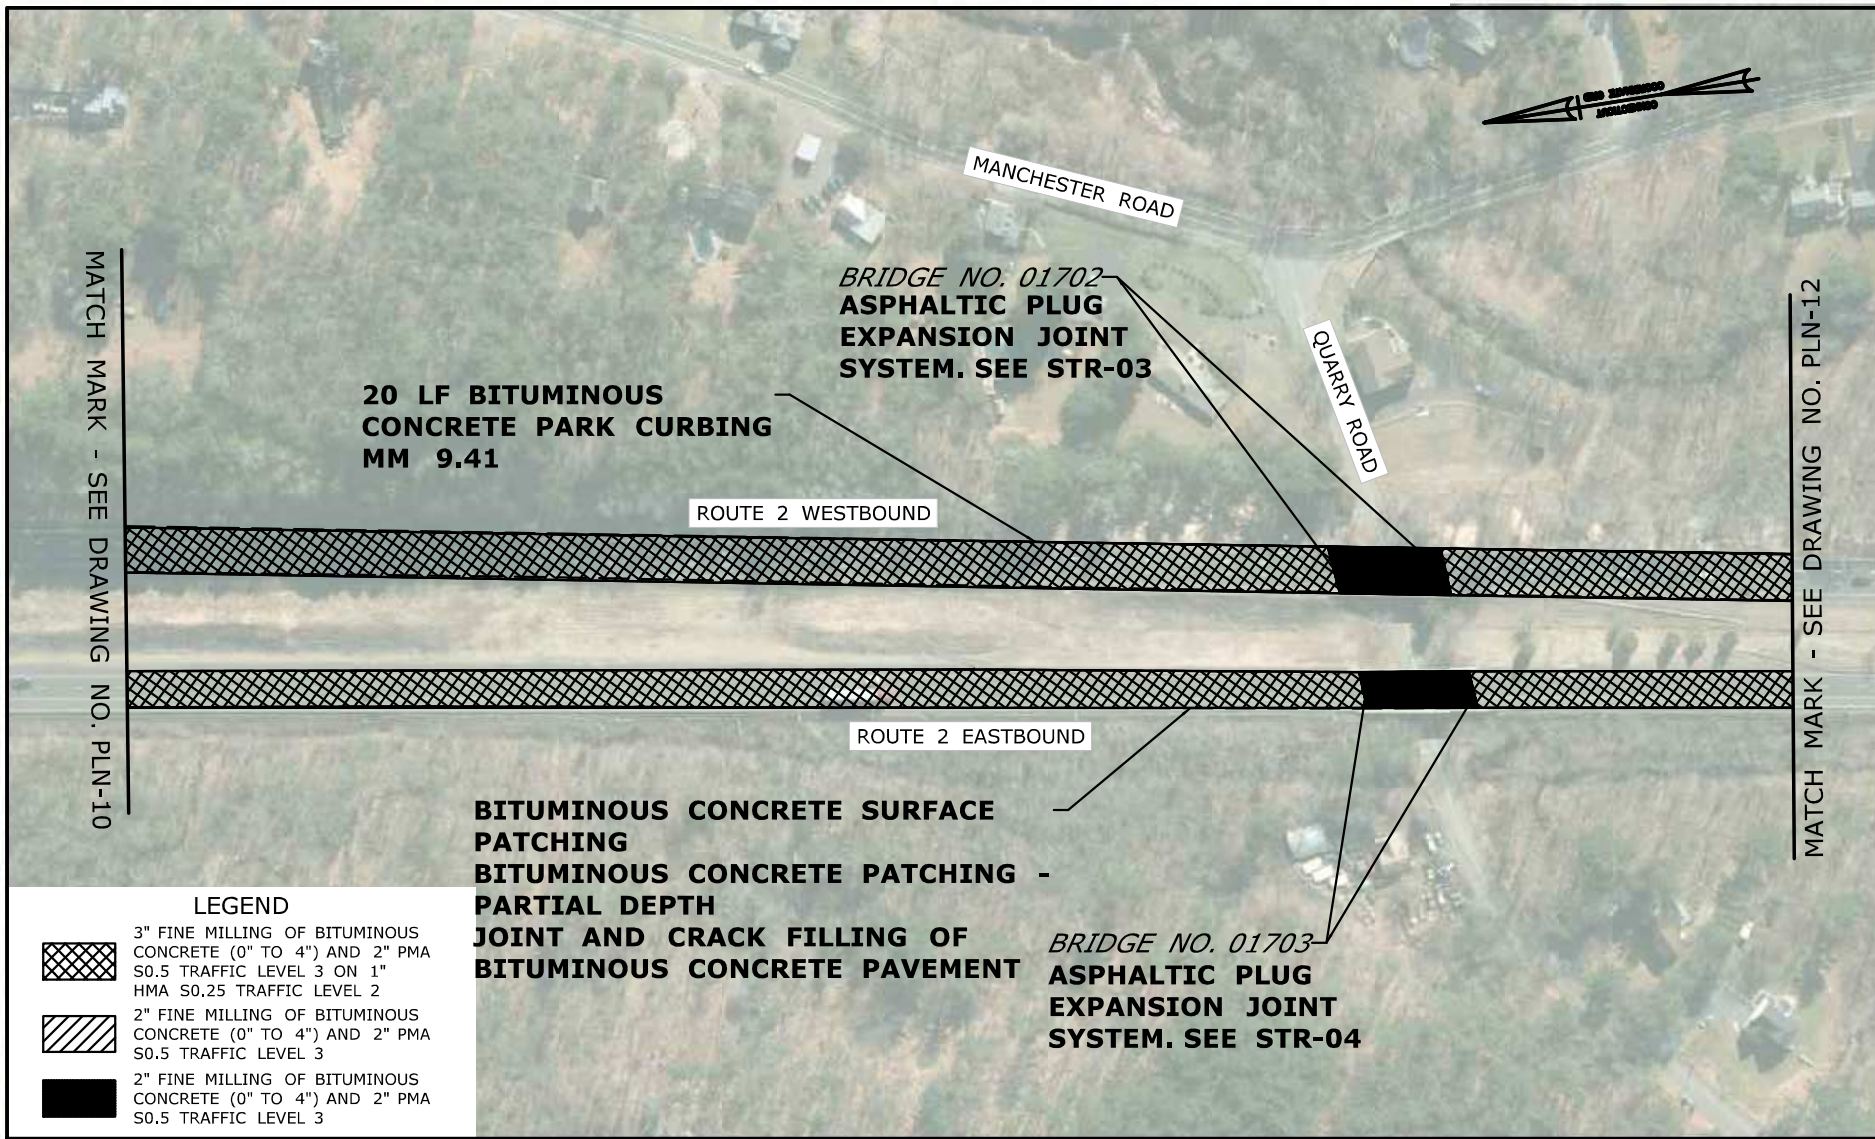 CONNECTICUT
COORDINATE GRID
MANCHESTER ROAD
BRIDGE NO. 01702
ASPHALTIC PLUG
EXPANSION JOINT
SYSTEM. SEE STR-03
QUARRY ROAD
20 LF BITUMINOUS
CONCRETE PARK CURBING
MM 9.41
MATCH MARK - SEE DRAWING NO. PLN-10
MATCH MARK - SEE DRAWING NO. PLN-12
ROUTE 2 WESTBOUND
ROUTE 2 EASTBOUND
BITUMINOUS CONCRETE SURFACE
PATCHING
BITUMINOUS CONCRETE PATCHING -
PARTIAL DEPTH
JOINT AND CRACK FILLING OF
BITUMINOUS CONCRETE PAVEMENT
BRIDGE NO. 01703
ASPHALTIC PLUG
EXPANSION JOINT
SYSTEM. SEE STR-04
LEGEND
3" FINE MILLING OF BITUMINOUS
CONCRETE (0" TO 4") AND 2" PMA
S0.5 TRAFFIC LEVEL 3 ON 1"
HMA S0.25 TRAFFIC LEVEL 2
2" FINE MILLING OF BITUMINOUS
CONCRETE (0" TO 4") AND 2" PMA
S0.5 TRAFFIC LEVEL 3
2" FINE MILLING OF BITUMINOUS
CONCRETE (0" TO 4") AND 2" PMA
S0.5 TRAFFIC LEVEL 3